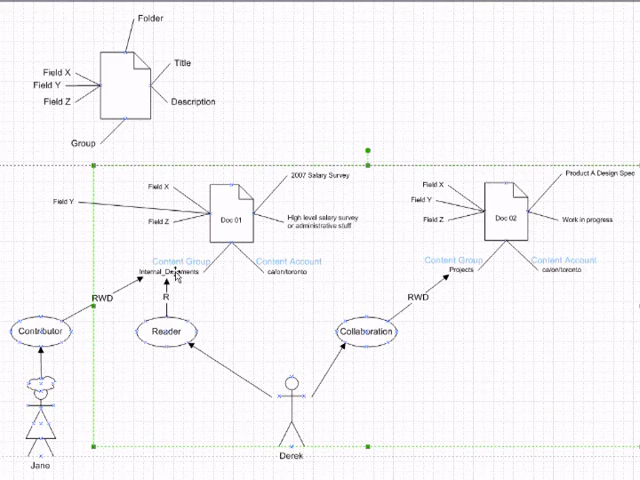 Folder
Field X
Field Y
Field Z
Title
Description
Group
Field X
Field Y
Field Z
Doc 01
2007 Salary Survey
High level salary survey
or administrative stuff
Content Group
Content Account
ca/on/toronto
Field X
Field Y
Field Z
Doc 02
Product A Design Spec
Work in progress
Content Group
Projects
Content Account
ca/on/toronto
RWD
R
RWD
Contributor
Reader
Collaboration
Jane
Derek